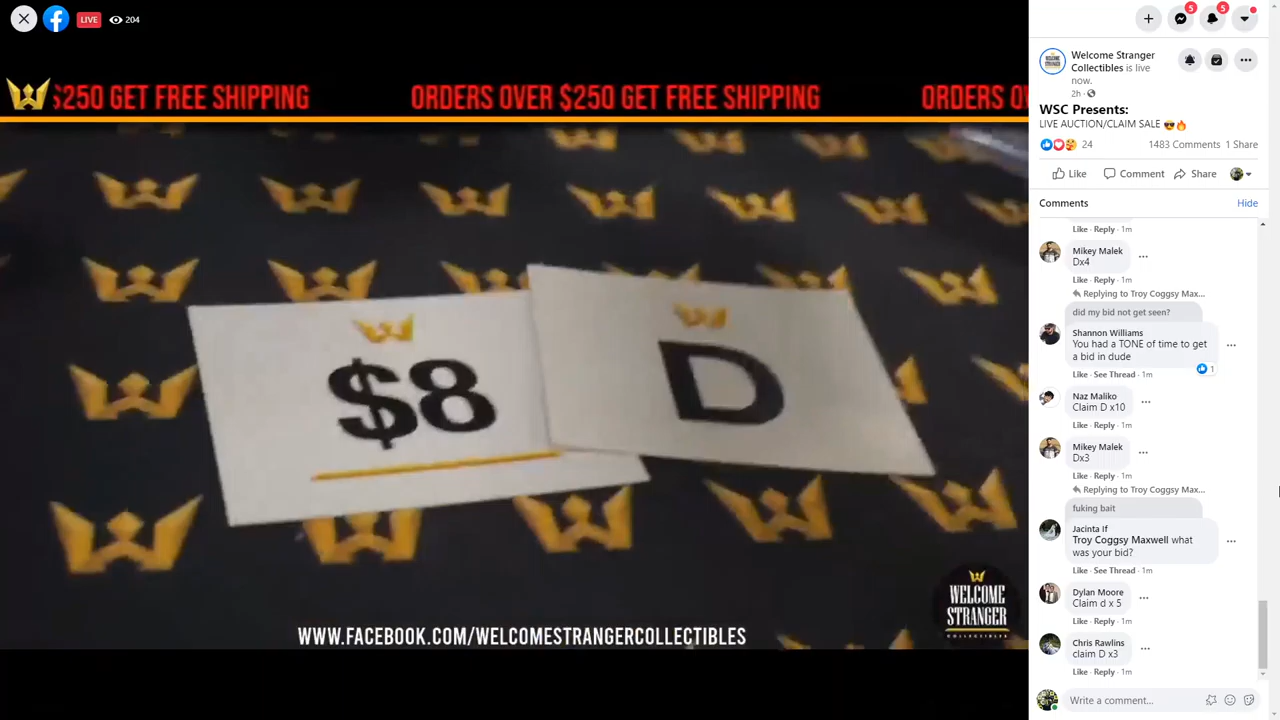 LIVE
204
5
5
$250 GET FREE SHIPPING
ORDERS OVER $250 GET FREE SHIPPING
ORDERS
$8
D
WELCOME
STRANGER
COLLECTIBLES
WWW.FACEBOOK.COM/WELCOMESTRANGERCOLLECTIBLES
Welcome Stranger
Collectibles is live
now.
2h ·
WSC Presents:
LIVE AUCTION/CLAIM SALE 😎🔥
24
1483 Comments 1 Share
Like
Comment
Share
Comments
Hide
Like · Reply · 1m
Mikey Malek
Dx4
Like · Reply · 1m
Replying to Troy Coggsy Max...
did my bid not get seen?
Shannon Williams
You had a TONE of time to get
a bid in dude
Like · See Thread · 1m
1
Naz Maliko
Claim D x10
Like · Reply · 1m
Mikey Malek
Dx3
Like · Reply · 1m
Replying to Troy Coggsy Max...
fuking bait
Jacinta If
Troy Coggsy Maxwell what
was your bid?
Like · See Thread · 1m
Dylan Moore
Claim d x 5
Like · Reply · 1m
Chris Rawlins
claim D x3
Like · Reply · 1m
Write a comment...